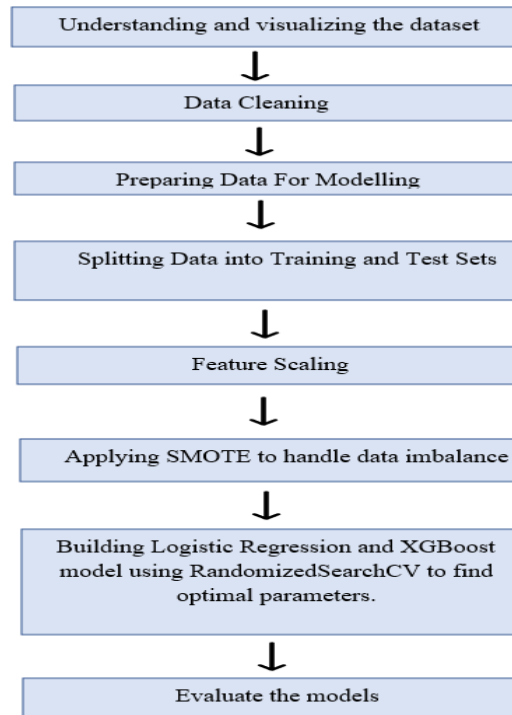 Understanding and visualizing the dataset
Data Cleaning
Preparing Data For Modelling
Splitting Data into Training and Test Sets
Feature Scaling
Applying SMOTE to handle data imbalance
Building Logistic Regression and XGBoost
model using RandomizedSearchCV to find
optimal parameters.
Evaluate the models